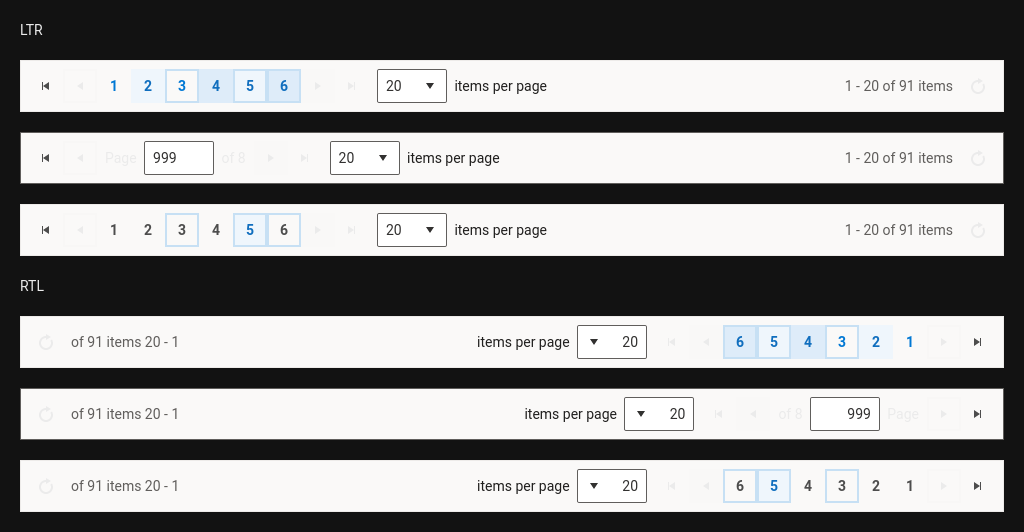 LTR
1 2 3 4 5 6 20 items per page 1 - 20 of 91 items
Page 999 of 8 20 items per page 1 - 20 of 91 items
1 2 3 4 5 6 20 items per page 1 - 20 of 91 items
RTL
of 91 items 20 - 1 items per page 20 6 5 4 3 2 1
of 91 items 20 - 1 items per page 20 of 8 999 Page
of 91 items 20 - 1 items per page 20 6 5 4 3 2 1